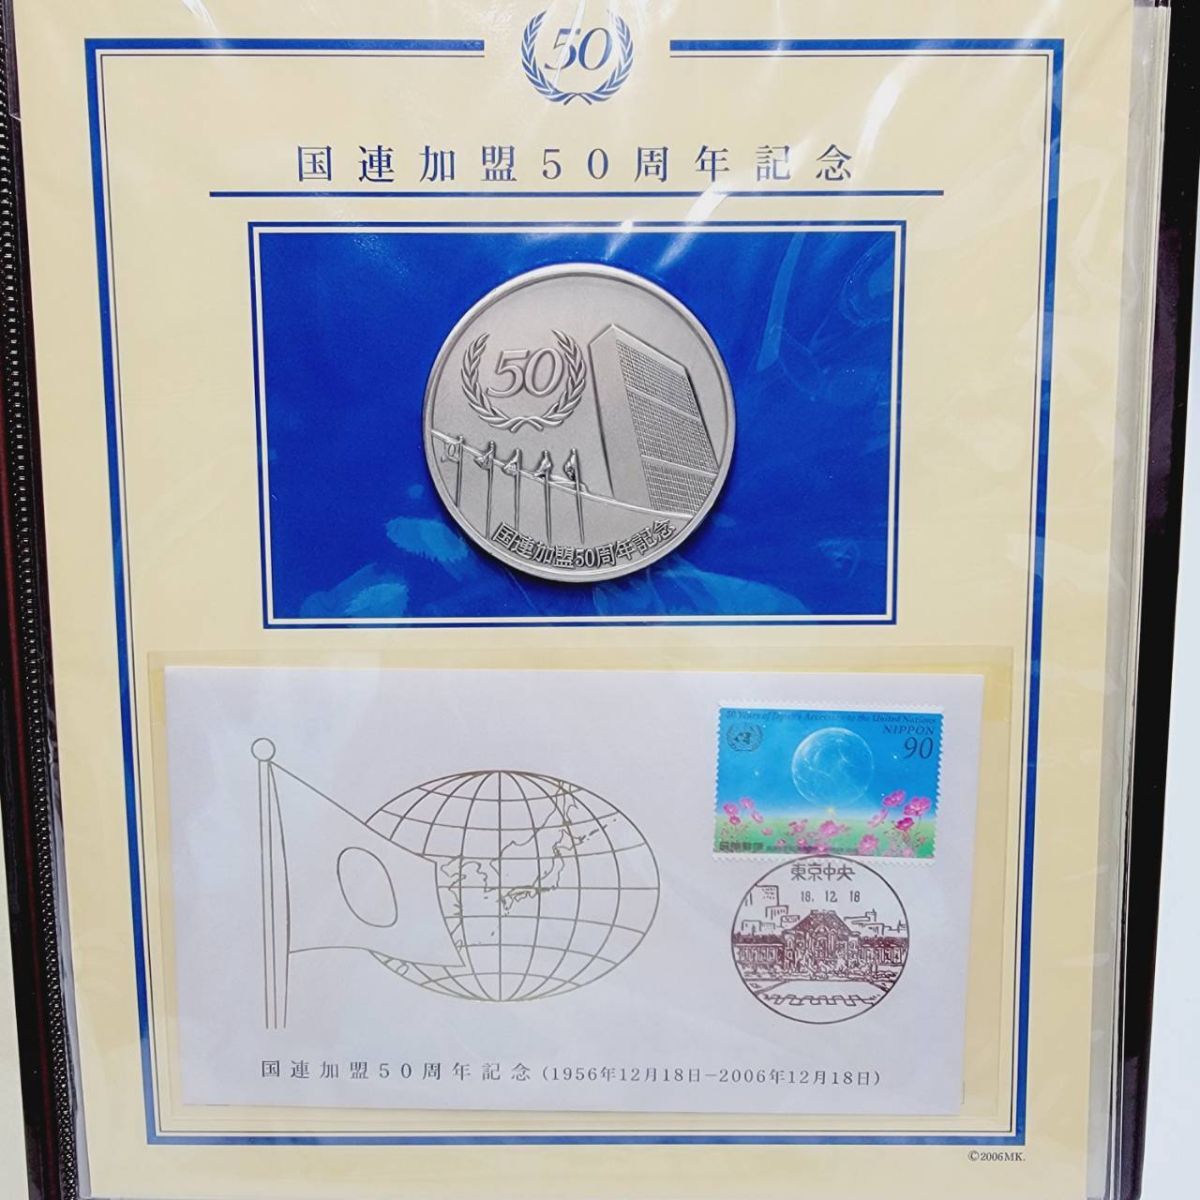 50
国連加盟50周年記念
50
国連加盟50周年記念
50 Years of Japan's Accession to the United Nations
NIPPON
90
日本郵便
東京中央
18. 12. 18
国連加盟50周年記念（1956年12月18日−2006年12月18日）
©2006MK.